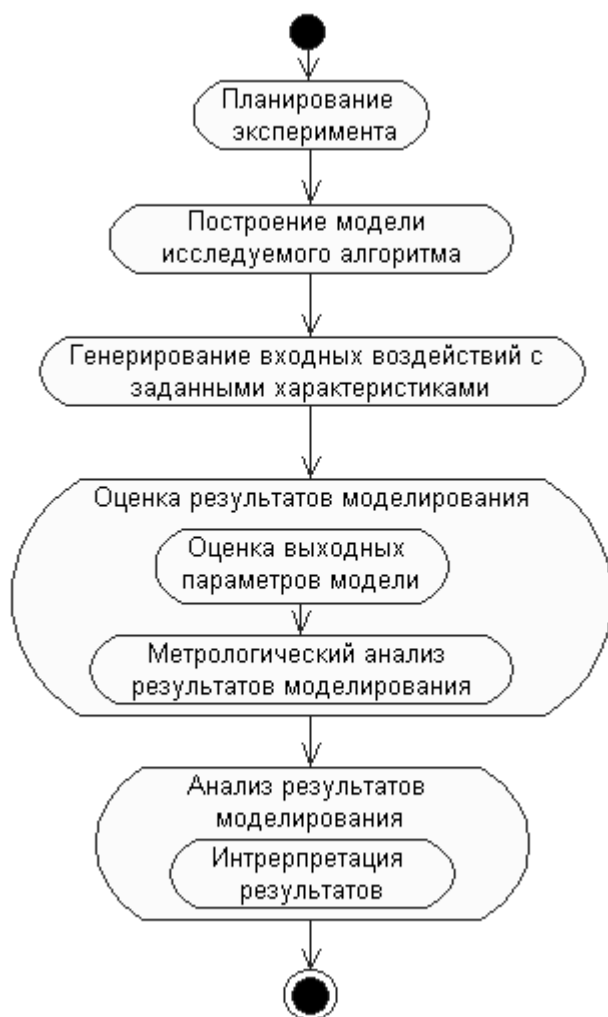 Планирование
эксперимента
Построение модели
исследуемого алгоритма
Генерирование входных воздействий с
заданными характеристиками
Оценка результатов моделирования
Оценка выходных
параметров модели
Метрологический анализ
результатов моделирования
Анализ результатов
моделирования
Интрерпретация
результатов